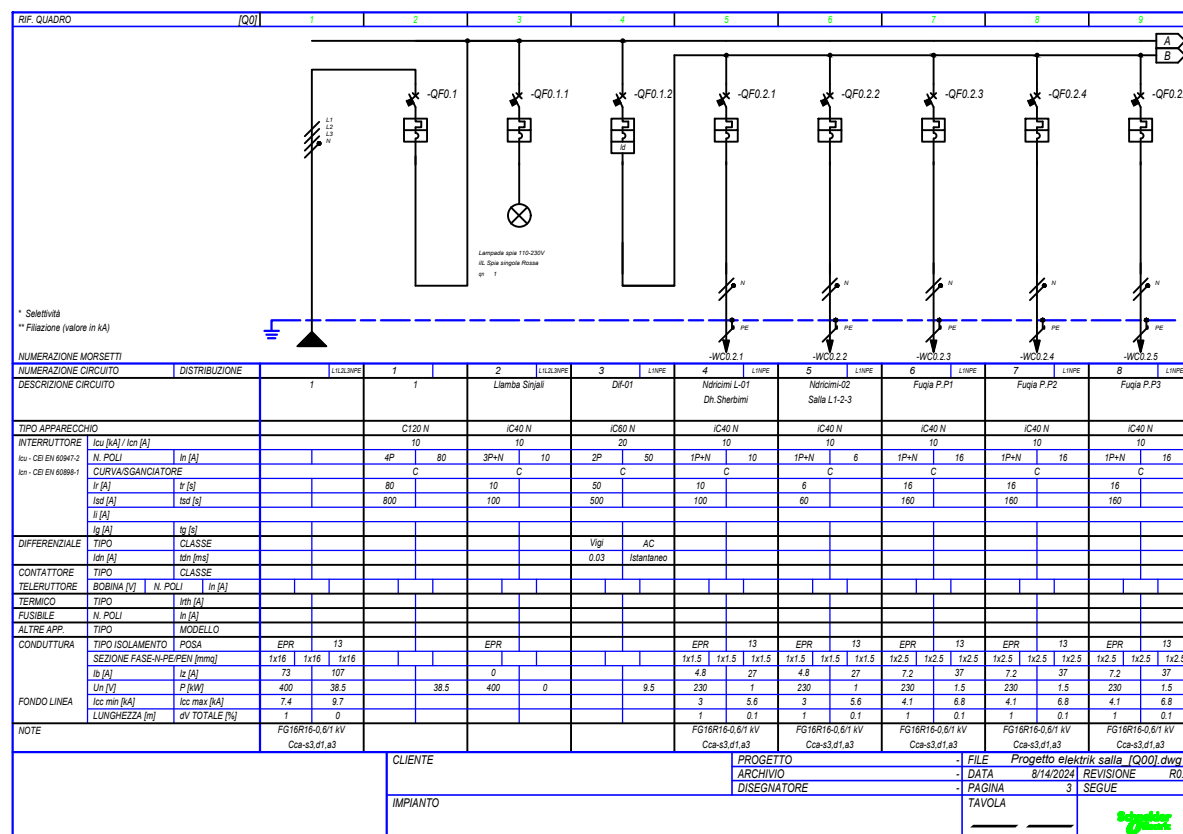 RIF. QUADRO [Q0] 1 2 3 4 5 6 7 8 9
A
B
-QF0.1 -QF0.1.1 -QF0.1.2 -QF0.2.1 -QF0.2.2 -QF0.2.3 -QF0.2.4 -QF0.2.
L1
L2
L3
N
Id
Lampada spia 110-230V
iIL Spia singola Rossa
qn 1
N N N N N
* Selettività
** Filiazione (valore in kA)
PE PE PE PE PE
NUMERAZIONE MORSETTI -WC0.2.1 -WC0.2.2 -WC0.2.3 -WC0.2.4 -WC0.2.5
NUMERAZIONE CIRCUITO DISTRIBUZIONE L1L2L3NPE 1 2 L1L2L3NPE 3 L1NPE 4 L1NPE 5 L1NPE 6 L1NPE 7 L1NPE 8 L1NPE
DESCRIZIONE CIRCUITO 1 1 Llamba Sinjali Dif-01 Ndricimi L-01 Ndricimi-02 Fuqia P.P1 Fuqia P.P2 Fuqia P.P3
Dh.Sherbimi Salla L1-2-3
TIPO APPARECCHIO C120 N iC40 N iC60 N iC40 N iC40 N iC40 N iC40 N iC40 N
INTERRUTTORE Icu [kA] / Icn [A] 10 10 20 10 10 10 10 10
Icu - CEI EN 60947-2 N. POLI In [A] 4P 80 3P+N 10 2P 50 1P+N 10 1P+N 6 1P+N 16 1P+N 16 1P+N 16
Icn - CEI EN 60898-1 CURVA/SGANCIATORE C C C C C C C C
Ir [A] tr [s] 80 10 50 10 6 16 16 16
Isd [A] tsd [s] 800 100 500 100 60 160 160 160
Ii [A]
Ig [A] tg [s]
DIFFERENZIALE TIPO CLASSE Vigi AC
Idn [A] tdn [ms] 0.03 Istantaneo
CONTATTORE TIPO CLASSE
TELERUTTORE BOBINA [V] N. POLI In [A]
TERMICO TIPO Irth [A]
FUSIBILE N. POLI In [A]
ALTRE APP. TIPO MODELLO
CONDUTTURA TIPO ISOLAMENTO POSA EPR 13 EPR EPR 13 EPR 13 EPR 13 EPR 13 EPR 13
SEZIONE FASE-N-PE/PEN [mmq] 1x16 1x16 1x16 1x1.5 1x1.5 1x1.5 1x1.5 1x1.5 1x1.5 1x2.5 1x2.5 1x2.5 1x2.5 1x2.5 1x2.5 1x2.5 1x2.5 1x2.5
Ib [A] Iz [A] 73 107 0 4.8 27 4.8 27 7.2 37 7.2 37 7.2 37
Un [V] P [kW] 400 38.5 38.5 400 0 9.5 230 1 230 1 230 1.5 230 1.5 230 1.5
FONDO LINEA Icc min [kA] Icc max [kA] 7.4 9.7 3 5.6 3 5.6 4.1 6.8 4.1 6.8 4.1 6.8
LUNGHEZZA [m] dV TOTALE [%] 1 0 1 0.1 1 0.1 1 0.1 1 0.1 1 0.1
NOTE FG16R16-0,6/1 kV FG16R16-0,6/1 kV FG16R16-0,6/1 kV FG16R16-0,6/1 kV FG16R16-0,6/1 kV FG16R16-0,6/1 kV
Cca-s3,d1,a3 Cca-s3,d1,a3 Cca-s3,d1,a3 Cca-s3,d1,a3 Cca-s3,d1,a3 Cca-s3,d1,a3
CLIENTE PROGETTO - FILE Progetto elektrik salla_[Q00].dwg
ARCHIVIO - DATA 8/14/2024 REVISIONE R0.
DISEGNATORE - PAGINA 3 SEGUE
IMPIANTO TAVOLA
Schneider
Electric